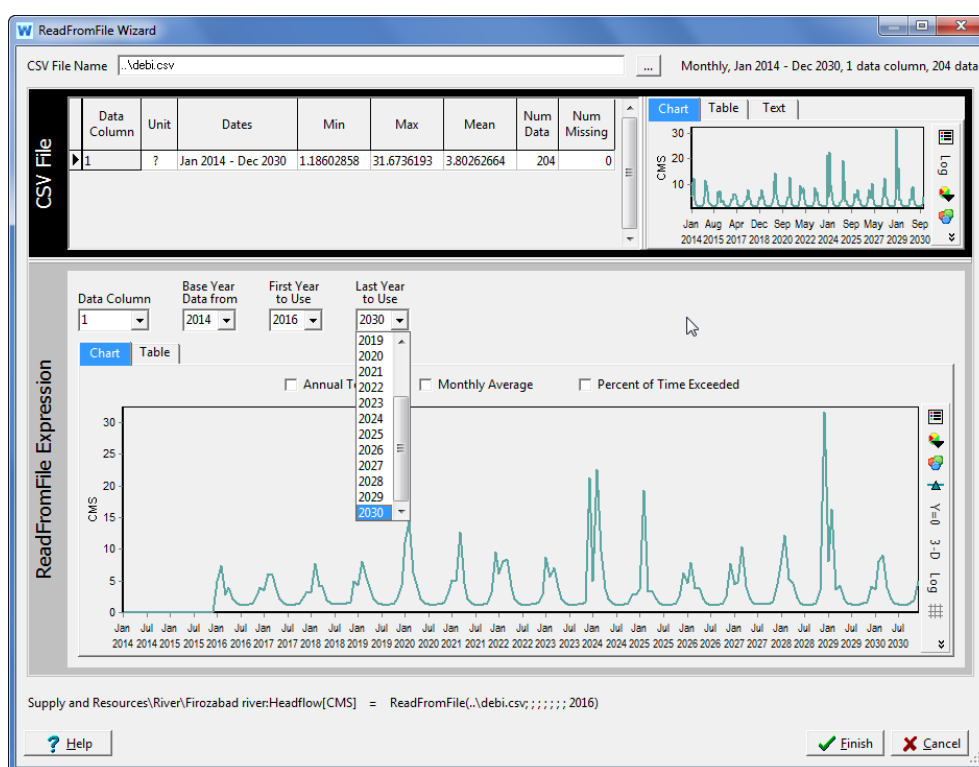 ReadFromFile Wizard
CSV File Name ..\debi.csv ... Monthly, Jan 2014 - Dec 2030, 1 data column, 204 data
CSV File
Data Column Unit Dates Min Max Mean Num Data Num Missing
1 ? Jan 2014 - Dec 2030 1.18602858 31.6736193 3.80262664 204 0
Chart Table Text
30
20
10
CMS
Log
Jan Aug Apr Dec Sep May Jan Sep May Jan Sep
2014 2015 2017 2018 2020 2022 2024 2025 2027 2029 2030
ReadFromFile Expression
Data Column Base Year Data from First Year to Use Last Year to Use
1 2014 2016 2030
2019
2020
2021
2022
2023
2024
2025
2026
2027
2028
2029
2030
Chart Table
Annual T Monthly Average Percent of Time Exceeded
30
25
20
15
10
5
0
CMS
Y=0 3-D Log
Jan Jul Jan Jul Jan Jul Jan Jul Jan Jul Jan Jul Jan Jul Jan Jul Jan Jul Jan Jul Jan Jul Jan Jul Jan Jul Jan Jul Jan Jul Jan Jul Jan Jul
2014 2014 2015 2015 2016 2016 2017 2017 2018 2018 2019 2019 2020 2020 2021 2021 2022 2022 2023 2023 2024 2024 2025 2025 2026 2026 2027 2027 2028 2028 2029 2029 2030 2030
Supply and Resources\River\Firozabad river:Headflow[CMS] = ReadFromFile(..\debi.csv; ; ; ; ; ; ; 2016)
? Help Finish Cancel